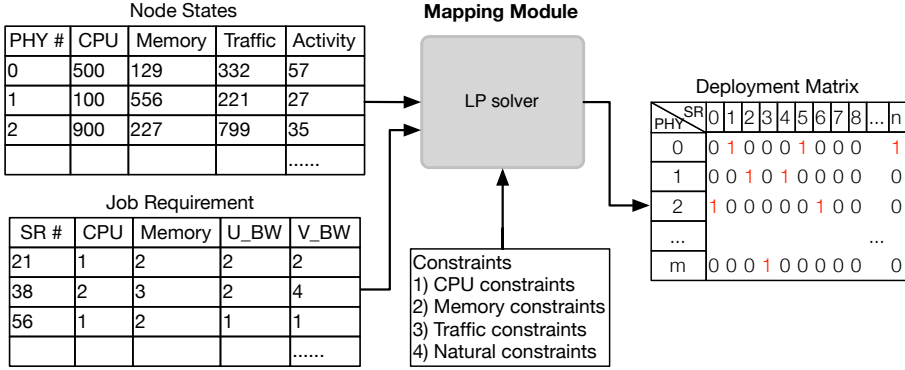 Node States
PHY # CPU Memory Traffic Activity
0 500 129 332 57
1 100 556 221 27
2 900 227 799 35
......
Job Requirement
SR # CPU Memory U_BW V_BW
21 1 2 2 2
38 2 3 2 4
56 1 2 1 1
......
Mapping Module
LP solver
Constraints
1) CPU constraints
2) Memory constraints
3) Traffic constraints
4) Natural constraints
Deployment Matrix
PHY SR 0 1 2 3 4 5 6 7 8 ... n
0 0 1 0 0 0 1 0 0 0 1
1 0 0 1 0 1 0 0 0 0 0
2 1 0 0 0 0 0 1 0 0 0
... ...
m 0 0 0 1 0 0 0 0 0 0